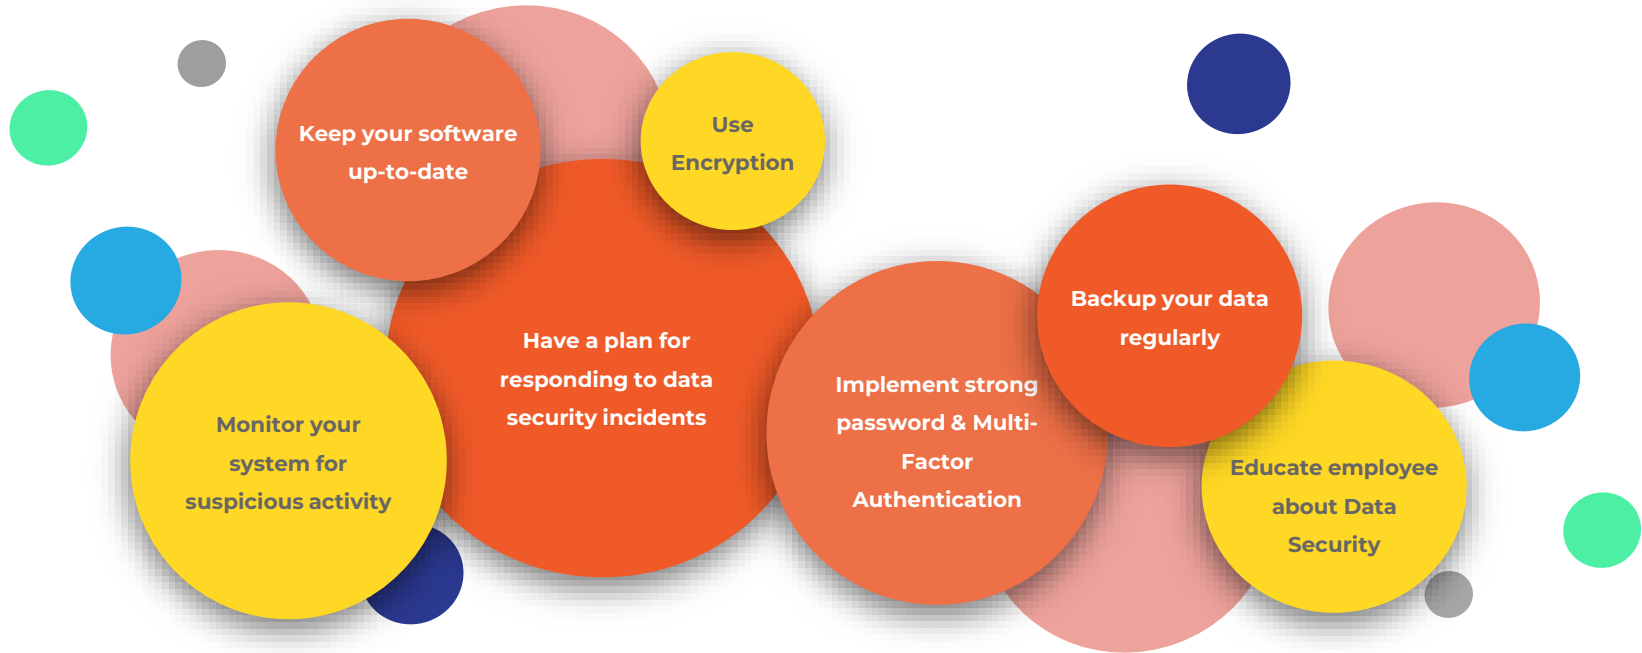 Keep your software
up-to-date
Use
Encryption
Monitor your
system for
suspicious activity
Have a plan for
responding to data
security incidents
Implement strong
password & Multi-
Factor
Authentication
Backup your data
regularly
Educate employee
about Data
Security